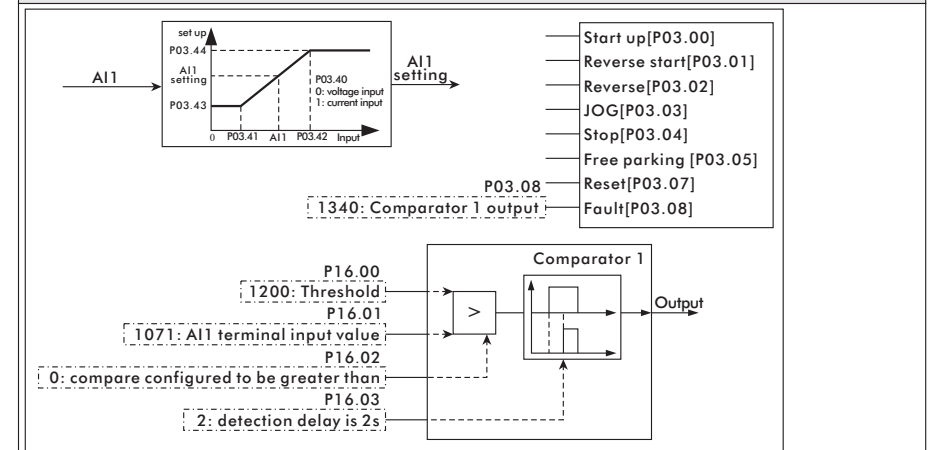 set up
P03.44
AI1
setting
P03.43
0
P03.41
AI1
P03.42
Input
P03.40
0: voltage input
1: current input
AI1
AI1
setting
Start up[P03.00]
Reverse start[P03.01]
Reverse[P03.02]
JOG[P03.03]
Stop[P03.04]
Free parking [P03.05]
Reset[P03.07]
Fault[P03.08]
P03.08
1340: Comparator 1 output
Comparator 1
P16.00
1200: Threshold
P16.01
1071: AI1 terminal input value
P16.02
0: compare configured to be greater than
P16.03
2: detection delay is 2s
>
Output